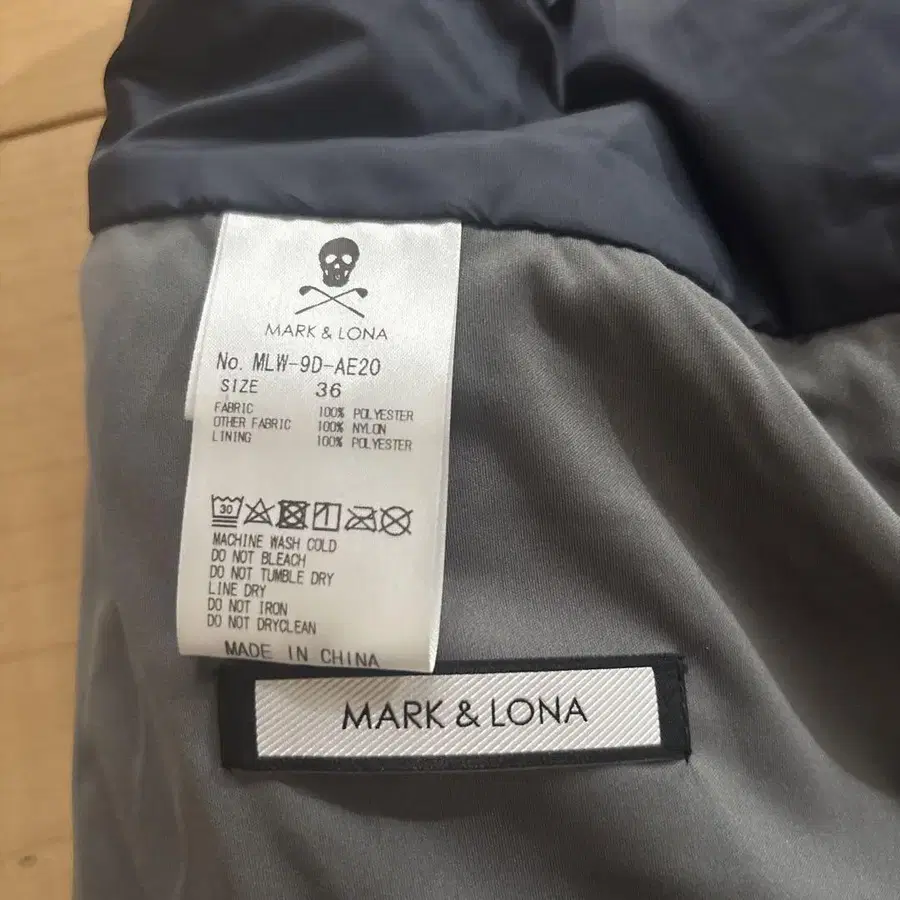 MARK & LONA
No. MLW-9D-AE20
SIZE 36
FABRIC 100% POLYESTER
OTHER FABRIC 100% NYLON
LINING 100% POLYESTER
30
MACHINE WASH COLD
DO NOT BLEACH
DO NOT TUMBLE DRY
LINE DRY
DO NOT IRON
DO NOT DRYCLEAN
MADE IN CHINA
MARK & LONA